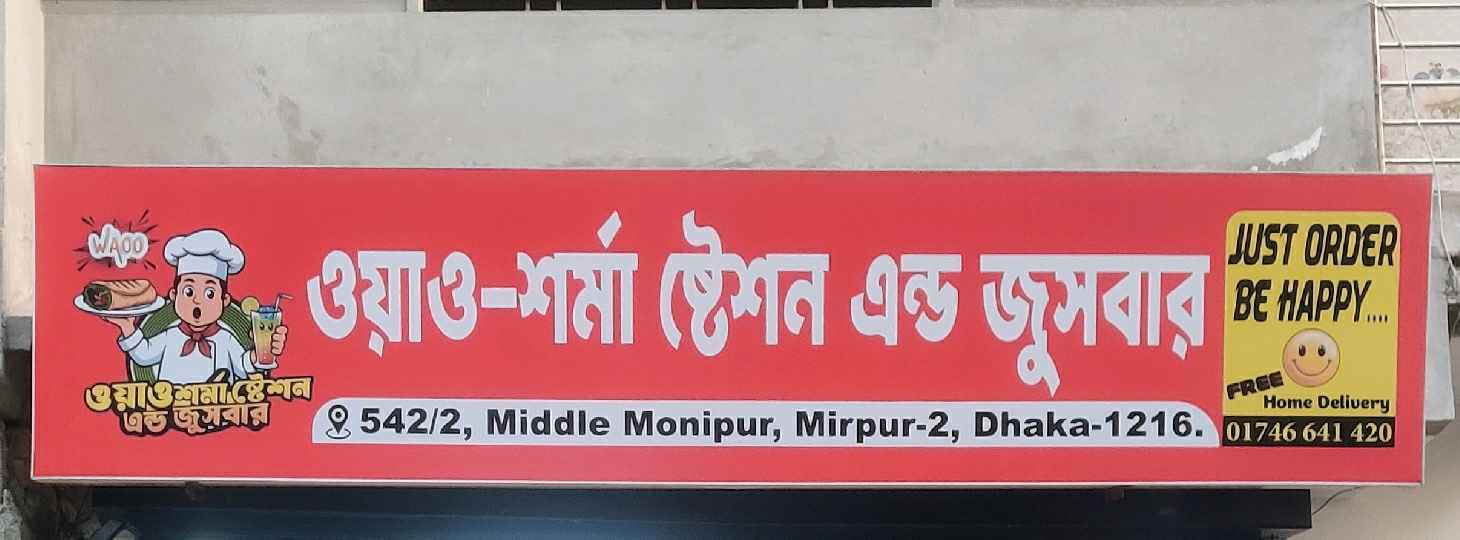 WAOO
ওয়াও শর্মা ষ্টেশন
এন্ড জুসবার
ওয়াও-শর্মা ষ্টেশন এন্ড জুসবার
542/2, Middle Monipur, Mirpur-2, Dhaka-1216.
JUST ORDER
BE HAPPY....
FREE
Home Delivery
01746 641 420